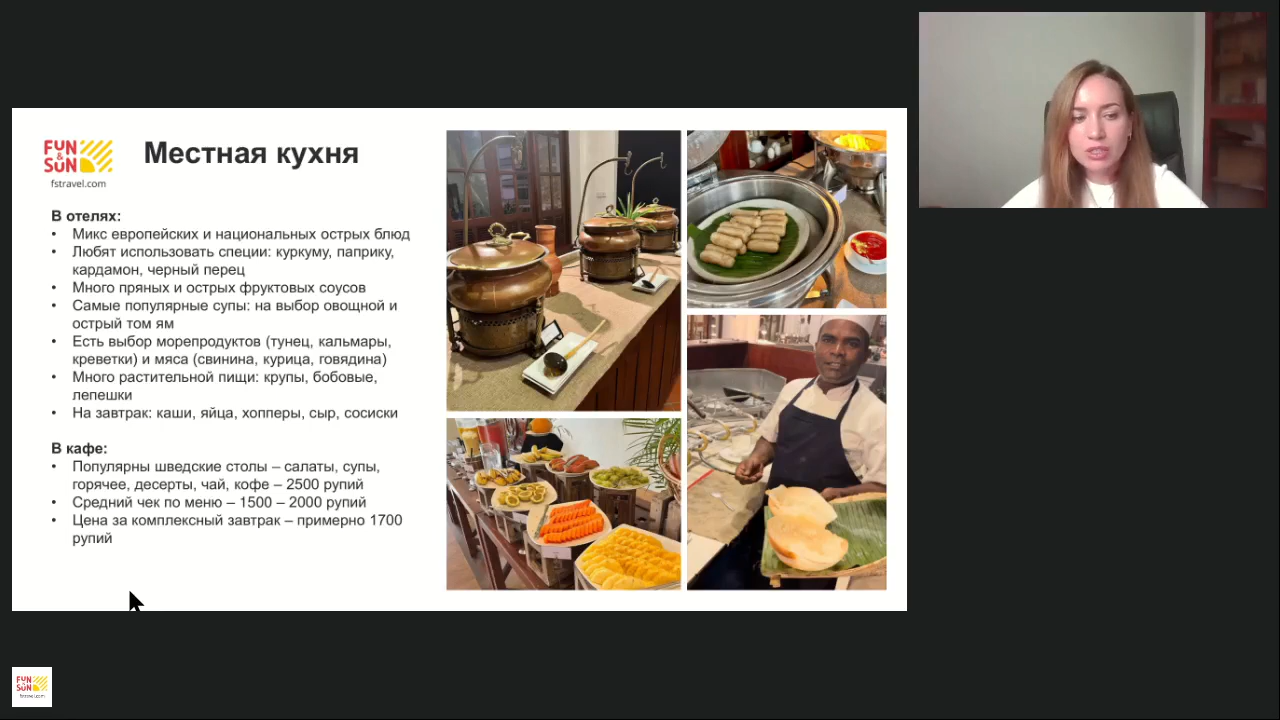 FUN
&
SUN
fstravel.com
Местная кухня
В отелях:
• Микс европейских и национальных острых блюд
• Любят использовать специи: куркуму, паприку,
кардамон, черный перец
• Много пряных и острых фруктовых соусов
• Самые популярные супы: на выбор овощной и
острый том ям
• Есть выбор морепродуктов (тунец, кальмары,
креветки) и мяса (свинина, курица, говядина)
• Много растительной пищи: крупы, бобовые,
лепешки
• На завтрак: каши, яйца, хопперы, сыр, сосиски
В кафе:
• Популярны шведские столы – салаты, супы,
горячее, десерты, чай, кофе – 2500 рупий
• Средний чек по меню – 1500 – 2000 рупий
• Цена за комплексный завтрак – примерно 1700
рупий
FUN
&
SUN
fstravel.com